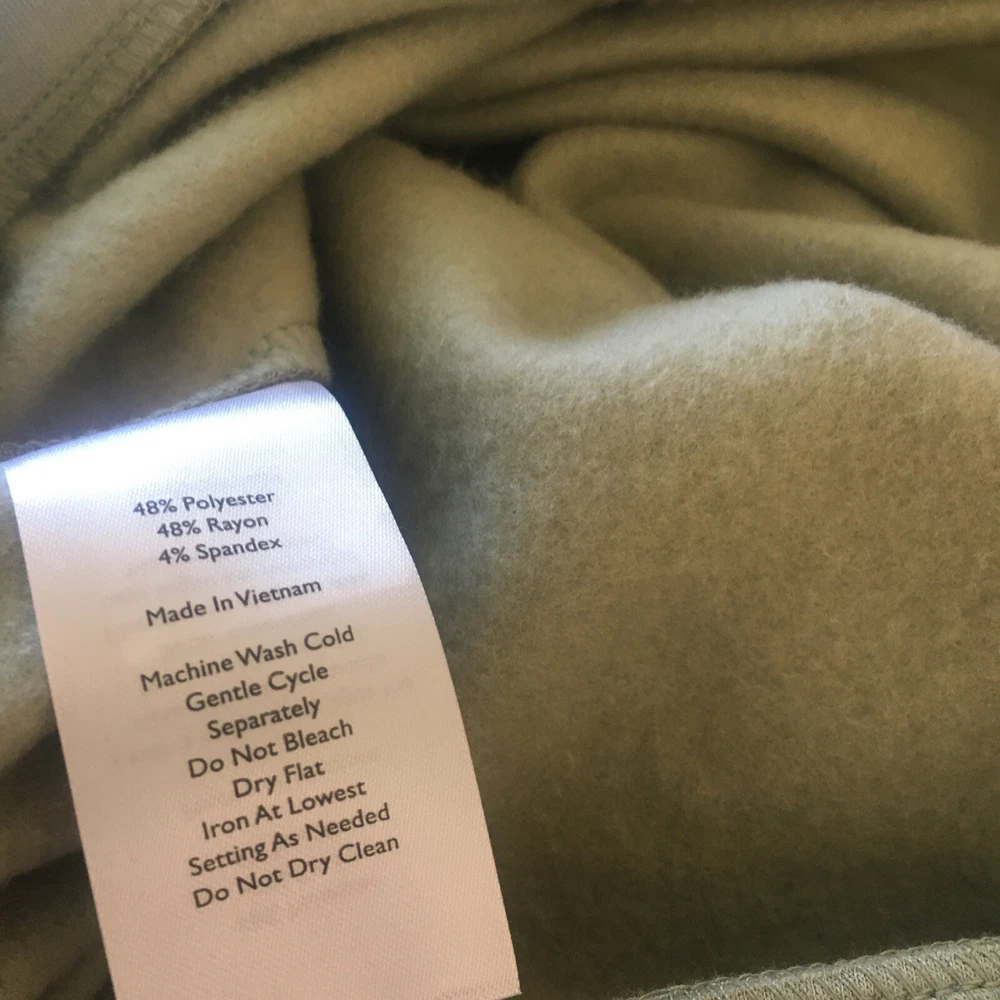 48% Polyester
48% Rayon
4% Spandex
Made In Vietnam
Machine Wash Cold
Gentle Cycle
Separately
Do Not Bleach
Dry Flat
Iron At Lowest
Setting As Needed
Do Not Dry Clean